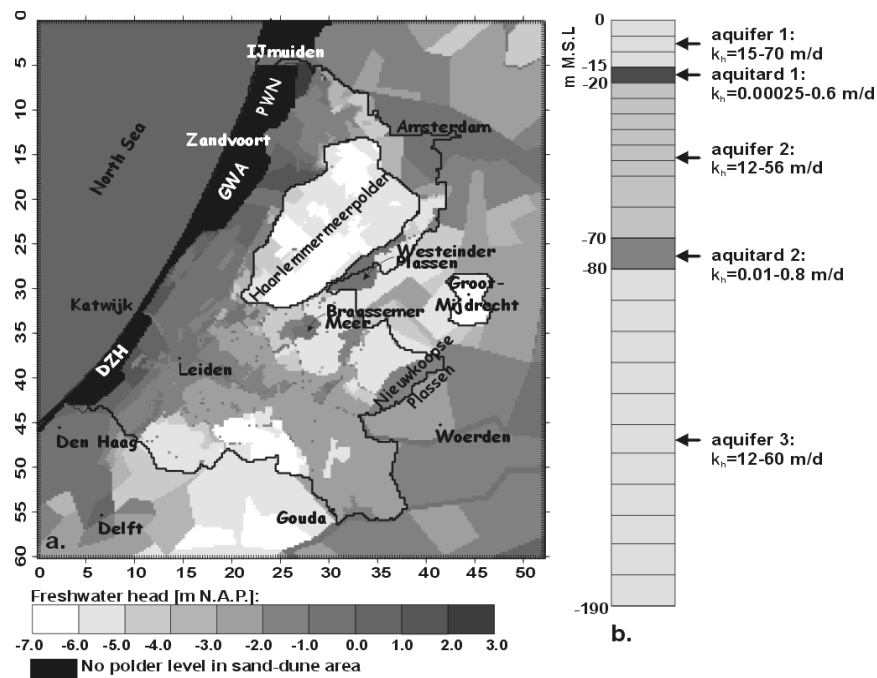 0
5
10
15
20
25
30
35
40
45
50
55
60
IJmuiden
PWN
Zandvoort
North Sea
GWA
Amsterdam
Haarlemmermeerpolder
Westeinder
Plassen
Groot-
Mijdrecht
Braassemer
Meer
Katwijk
DZH
Leiden
Nieuwkoopse
Plassen
Den Haag
Woerden
Gouda
Delft
a.
0 5 10 15 20 25 30 35 40 45 50
Freshwater head [m N.A.P.]:
-7.0 -6.0 -5.0 -4.0 -3.0 -2.0 -1.0 0.0 1.0 2.0 3.0
No polder level in sand-dune area
m M.S.L
0
-15
-20
-70
-80
-190
aquifer 1:
kh=15-70 m/d
aquitard 1:
kh=0.00025-0.6 m/d
aquifer 2:
kh=12-56 m/d
aquitard 2:
kh=0.01-0.8 m/d
aquifer 3:
kh=12-60 m/d
b.